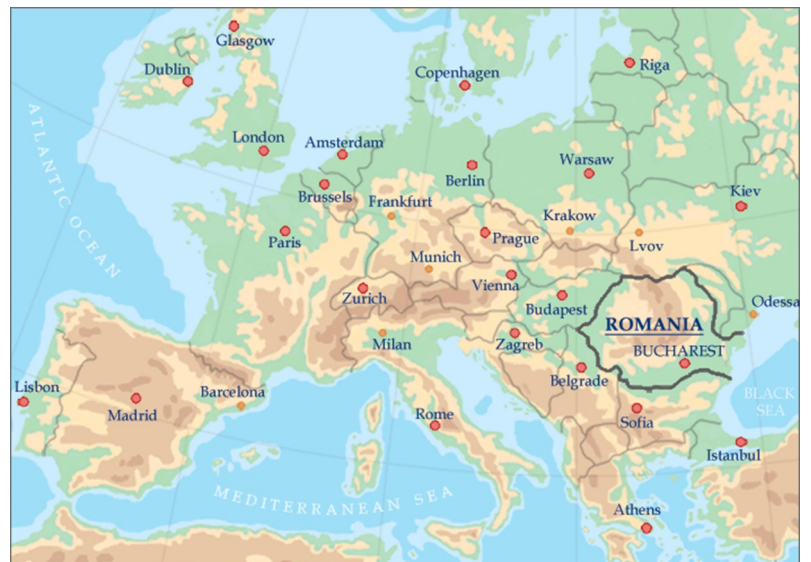 Glasgow
Dublin
Copenhagen
Riga
ATLANTIC OCEAN
London
Amsterdam
Warsaw
Berlin
Brussels
Frankfurt
Kiev
Krakow
Paris
Prague
Lvov
Munich
Vienna
Zurich
Budapest
Odessa
ROMANIA
Milan
Zagreb
BUCHAREST
Belgrade
Lisbon
Barcelona
BLACK
SEA
Madrid
Rome
Sofia
Istanbul
MEDITERRANEAN SEA
Athens